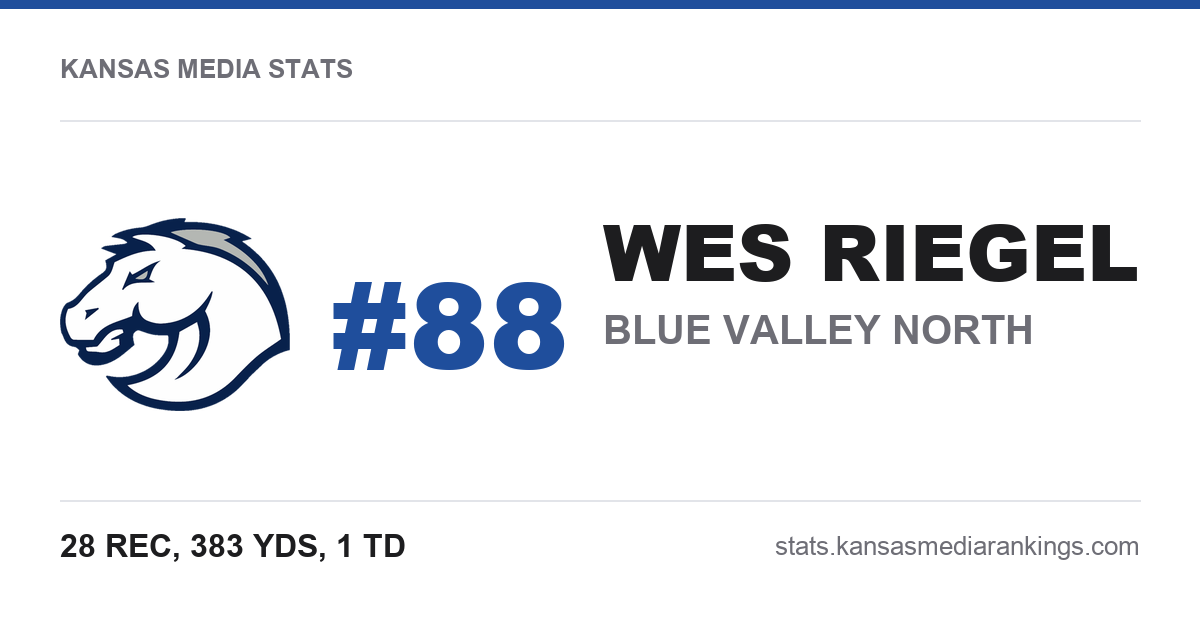 KANSAS MEDIA STATS
#88
WES RIEGEL
BLUE VALLEY NORTH
28 REC, 383 YDS, 1 TD
stats.kansasmediarankings.com